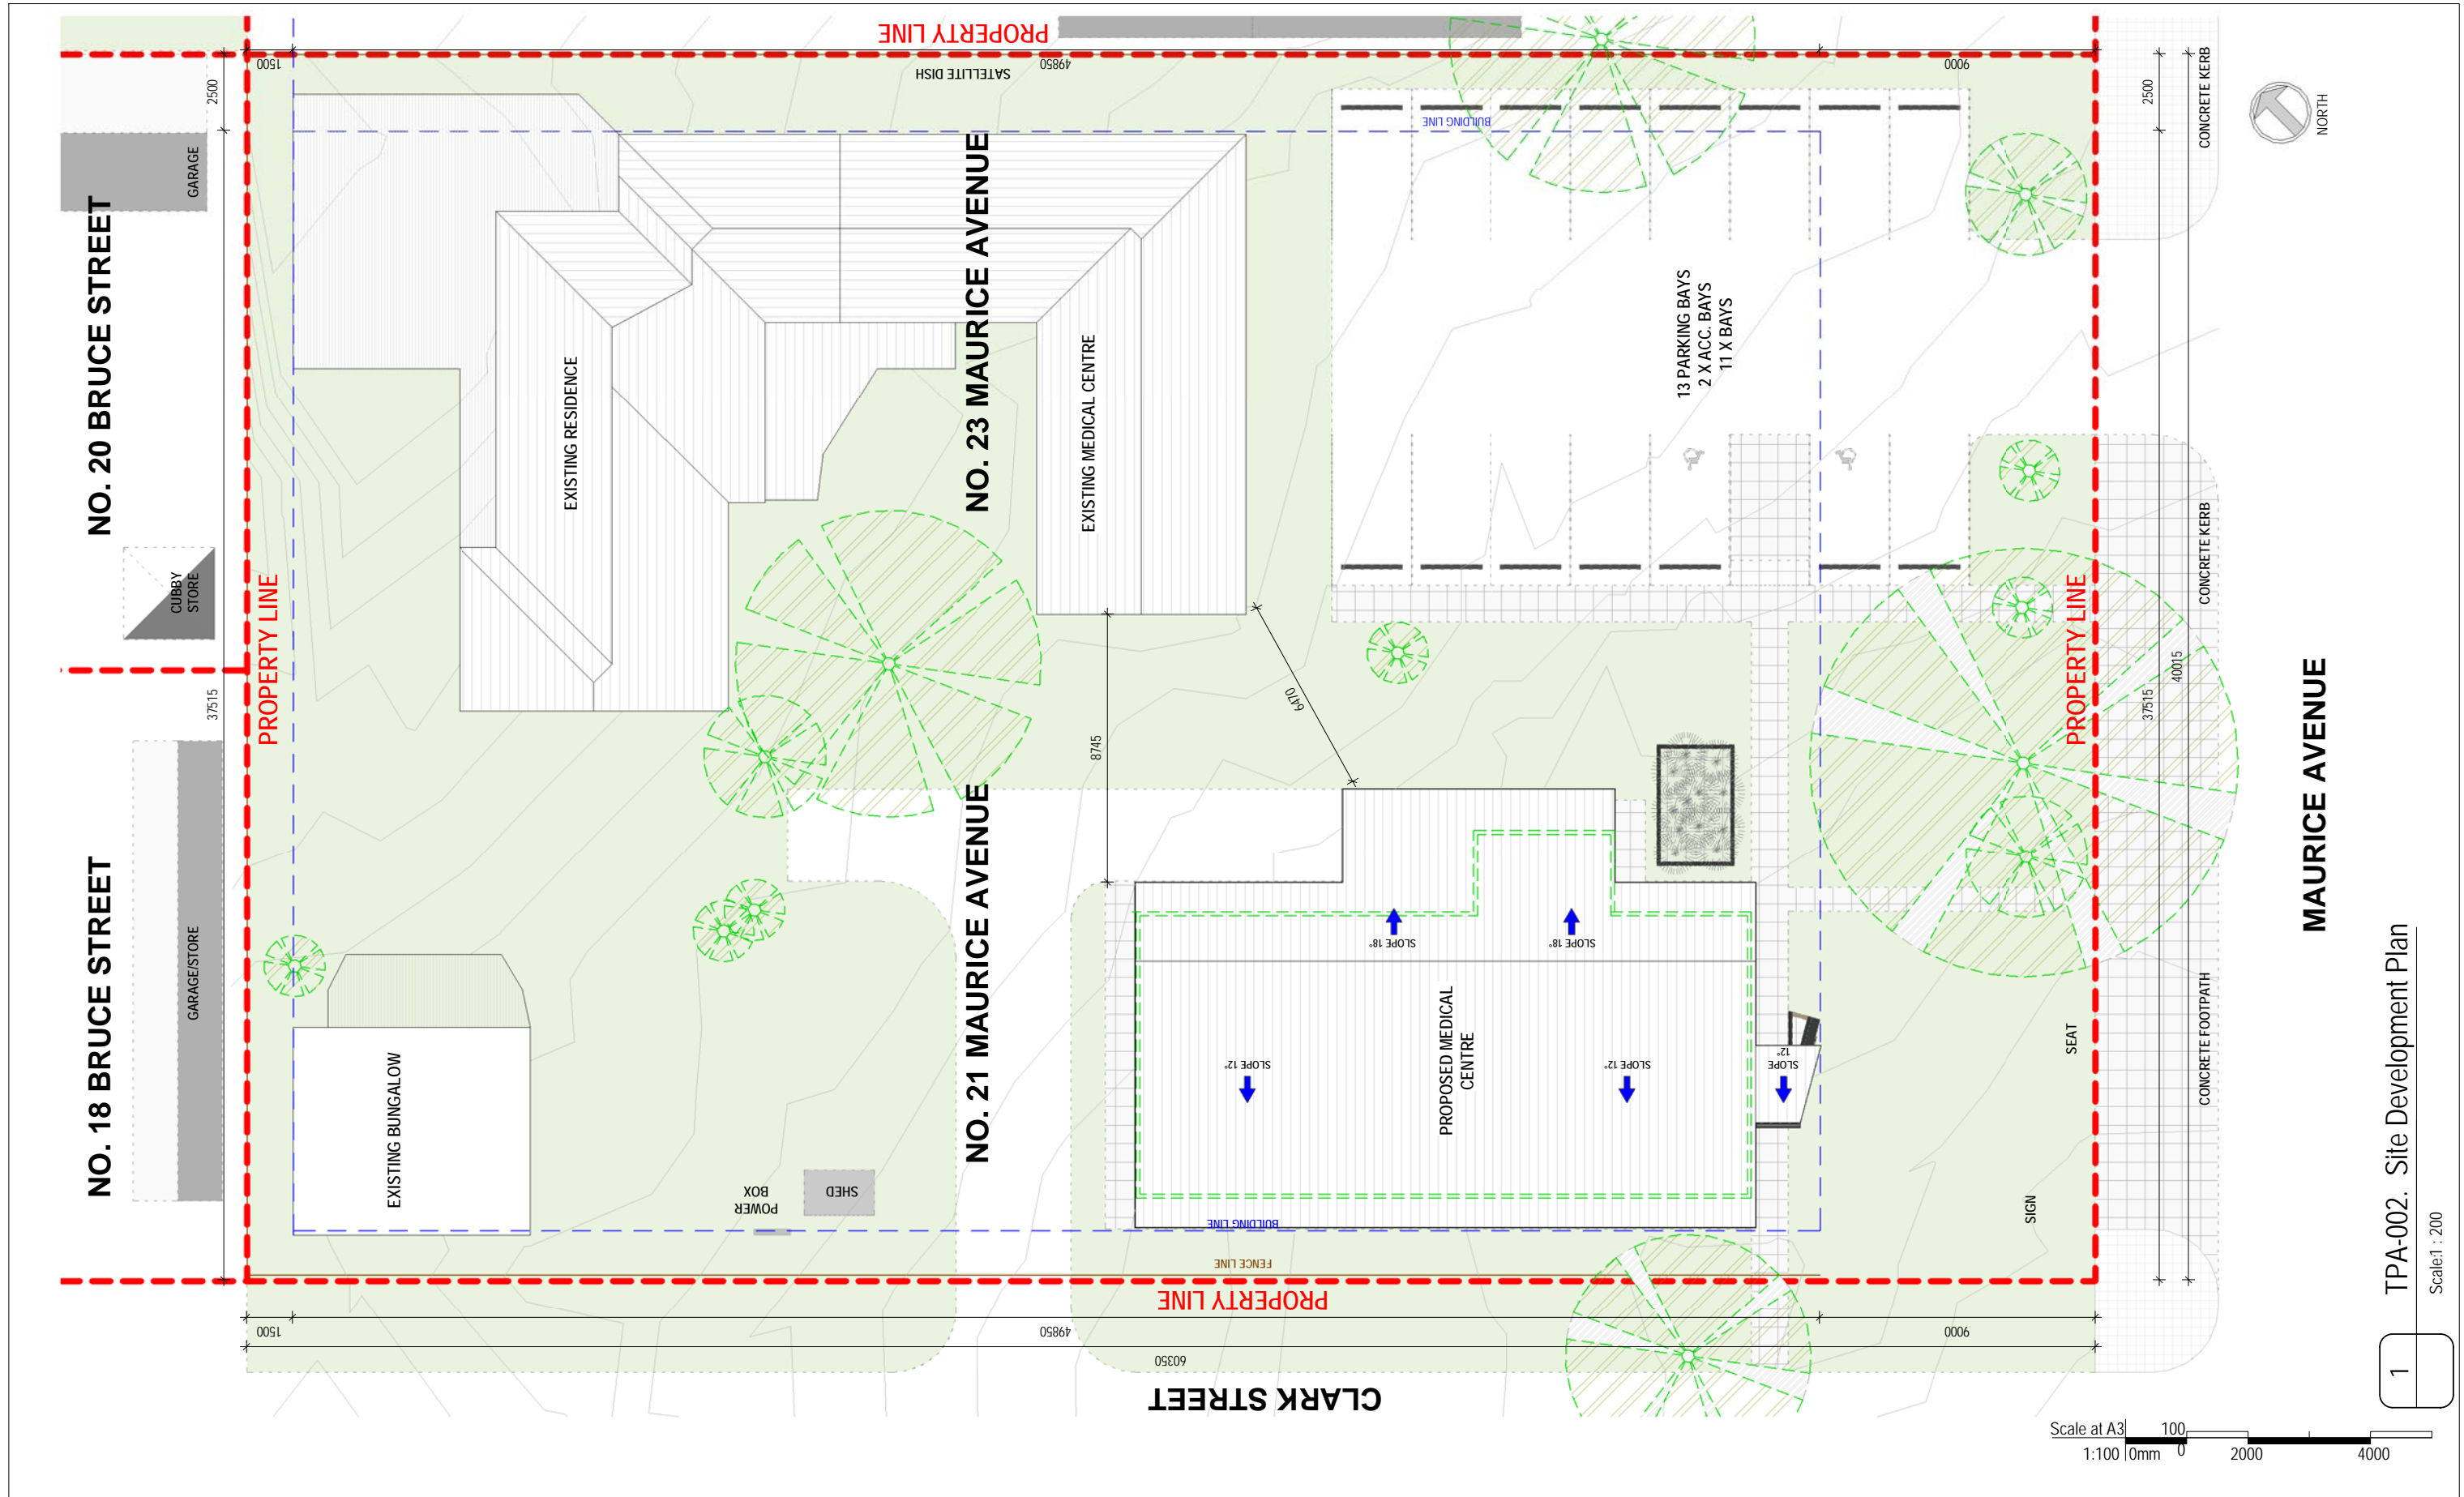 PROPERTY LINE
1500
SATELLITE DISH
49850
9000
2500
GARAGE
NO. 20 BRUCE STREET
BUILDING LINE
2500
CONCRETE KERB
NORTH
NO. 23 MAURICE AVENUE
EXISTING RESIDENCE
EXISTING MEDICAL CENTRE
13 PARKING BAYS
2 X ACC. BAYS
11 X BAYS
CUBBY
STORE
PROPERTY LINE
37515
CONCRETE KERB
PROPERTY LINE
40015
37515
6470
8745
MAURICE AVENUE
NO. 18 BRUCE STREET
GARAGE/STORE
NO. 21 MAURICE AVENUE
EXISTING BUNGALOW
POWER
BOX
SHED
SLOPE 18°
SLOPE 18°
PROPOSED MEDICAL
CENTRE
SLOPE 12°
SLOPE 12°
SLOPE
12°
SEAT
SIGN
CONCRETE FOOTPATH
BUILDING LINE
FENCE LINE
PROPERTY LINE
1500
49850
9000
60350
CLARK STREET
1
TPA-002. Site Development Plan
Scale:1 : 200
Scale at A3
1:100
0mm
100
0
2000
4000